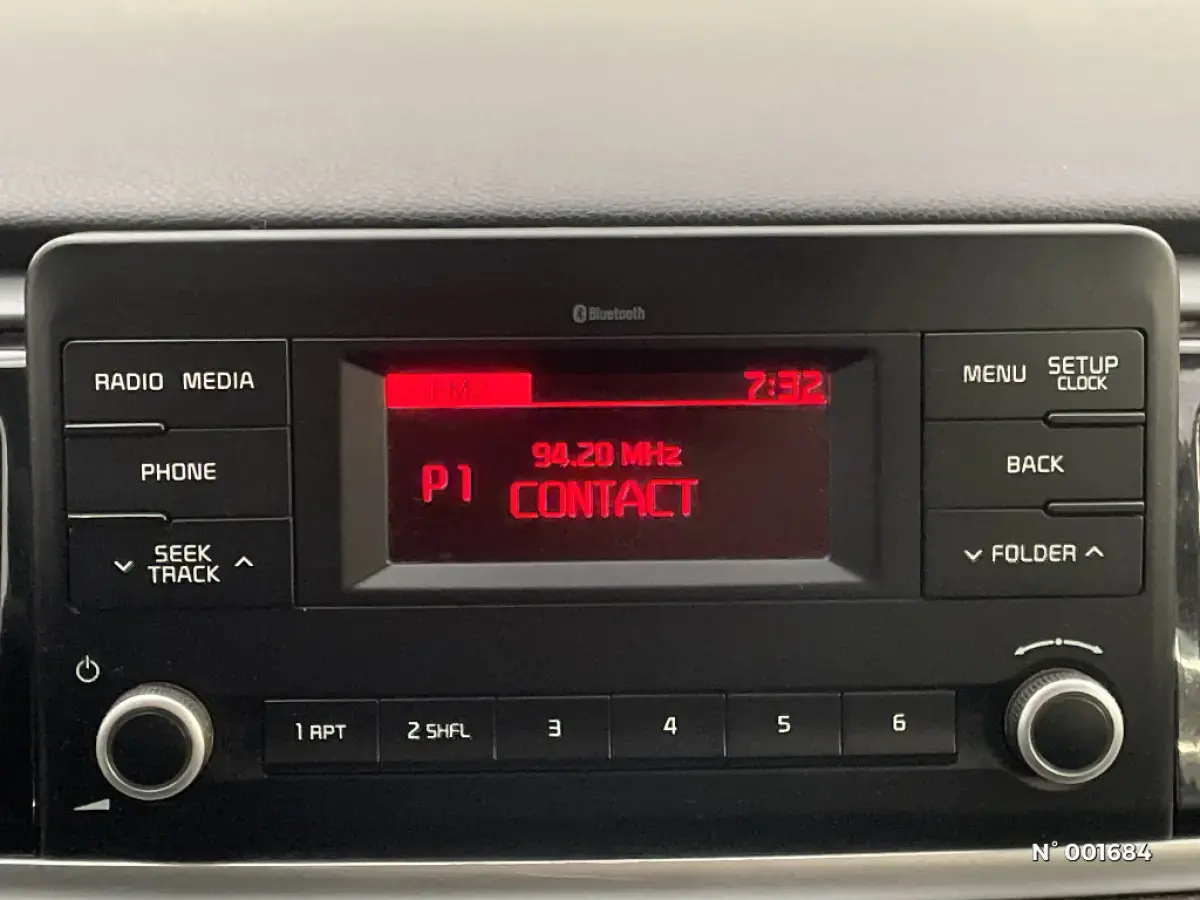 Bluetooth
RADIO MEDIA
PHONE
SEEK
TRACK
FM
7:32
94.20 MHz
P1
CONTACT
MENU
SETUP
CLOCK
BACK
FOLDER
1 RPT
2 SHFL
3
4
5
6
N° 001684